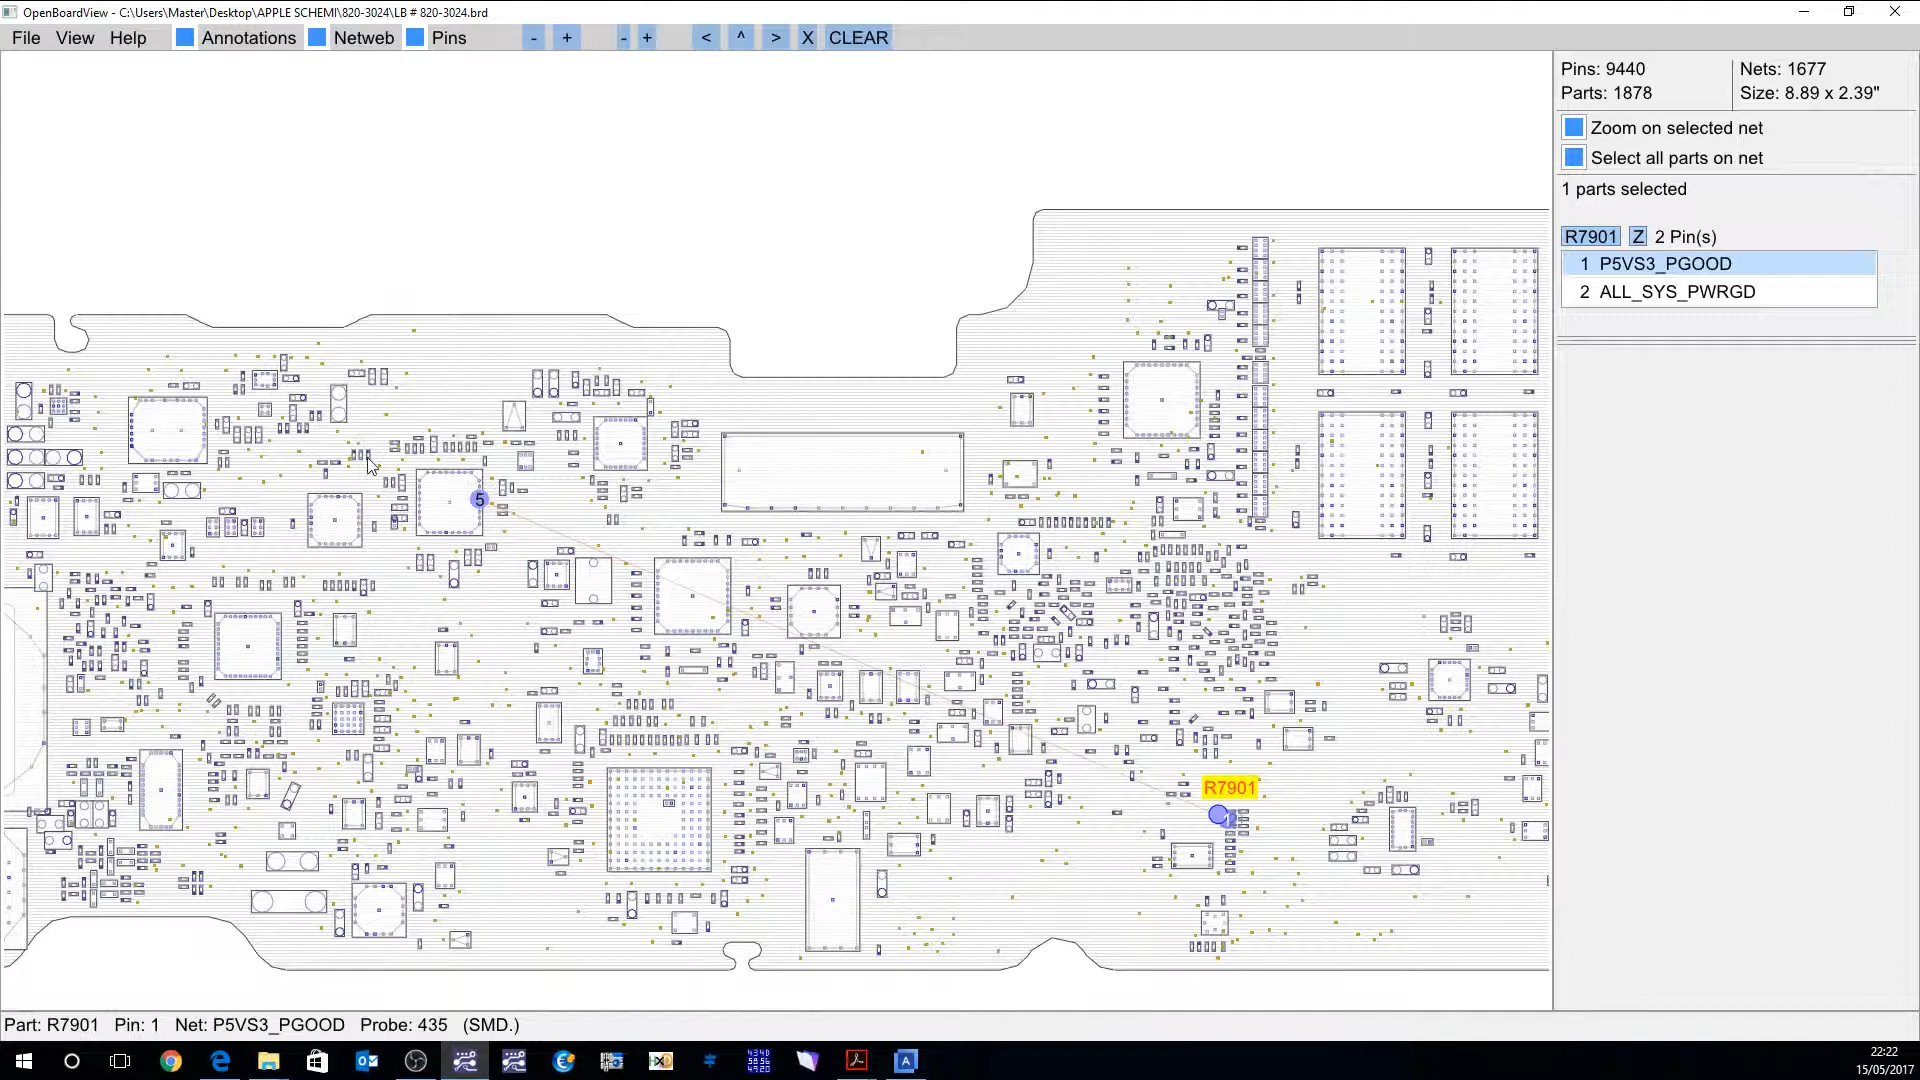 OpenBoardView - C:\Users\Master\Desktop\APPLE SCHEMI\820-3024\LB # 820-3024.brd
File View Help Annotations Netweb Pins - + - + < ^ > X CLEAR
Pins: 9440 Nets: 1677
Parts: 1878 Size: 8.89 x 2.39"
Zoom on selected net
Select all parts on net
1 parts selected
R7901 Z 2 Pin(s)
1 P5VS3_PGOOD
2 ALL_SYS_PWRGD
5
R7901
Part: R7901 Pin: 1 Net: P5VS3_PGOOD Probe: 435 (SMD.)
22:22
15/05/2017